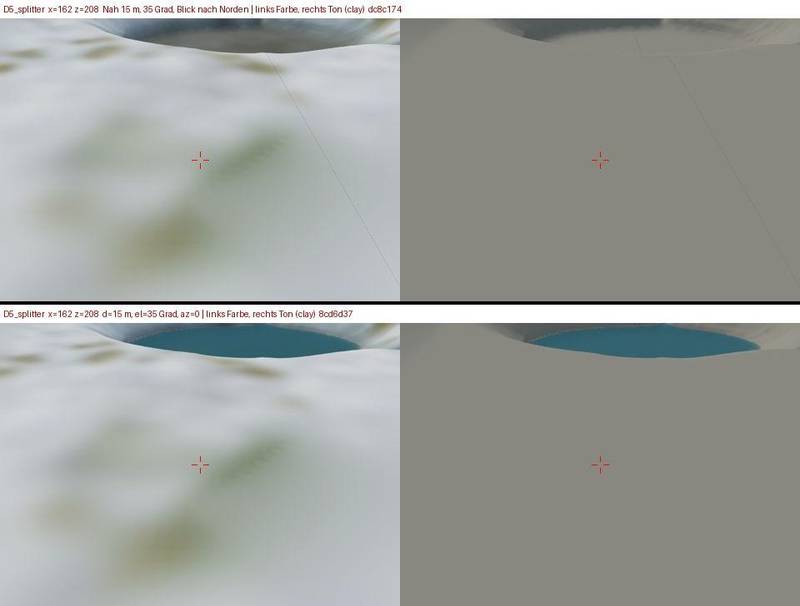 D5_splitter x=162 z=208 Nah 15 m, 35 Grad, Blick nach Norden | links Farbe, rechts Ton (clay) dc8c174
D5_splitter x=162 z=208 d=15 m, el=35 Grad, az=0 | links Farbe, rechts Ton (clay) 8cd6d37